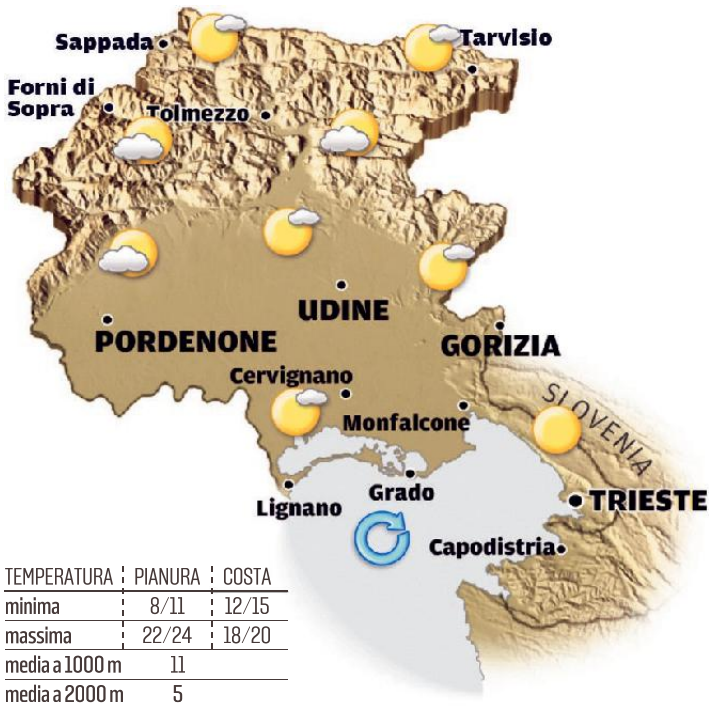 Sappada
Tarvisio
Forni di
Sopra
Tolmezzo
UDINE
PORDENONE
GORIZIA
Cervignano
Monfalcone
SLOVENIA
Grado
Lignano
TRIESTE
Capodistria
TEMPERATURA PIANURA COSTA
minima 8/11 12/15
massima 22/24 18/20
media a 1000 m 11
media a 2000 m 5